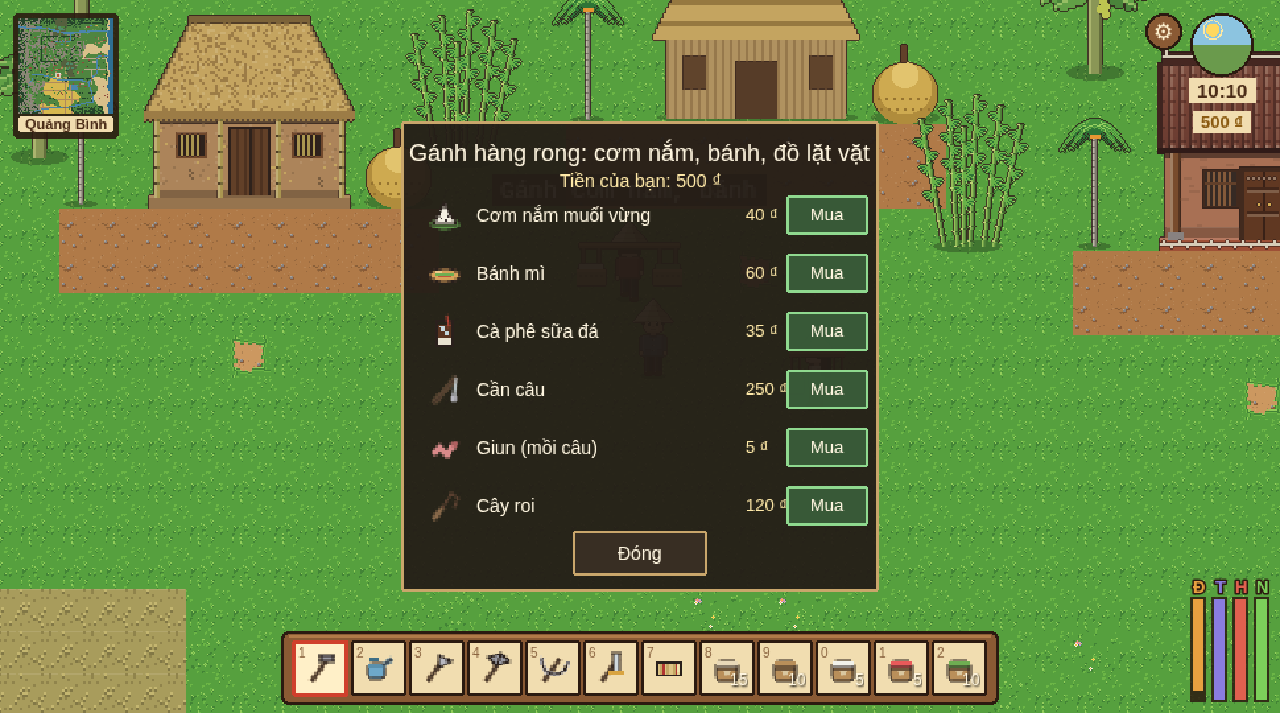 Quảng Bình
10:10
500 ₫
Gánh hàng rong: cơm nắm, bánh, đồ lặt vặt
Tiền của bạn: 500 ₫
Cơm nắm muối vừng 40 ₫ Mua
Bánh mì 60 ₫ Mua
Cà phê sữa đá 35 ₫ Mua
Cần câu 250 ₫ Mua
Giun (mồi câu) 5 ₫ Mua
Cây roi 120 ₫ Mua
Đóng
Đ T H N
1 2 3 4 5 6 7 8 9 0 1 2
15 10 5 5 10